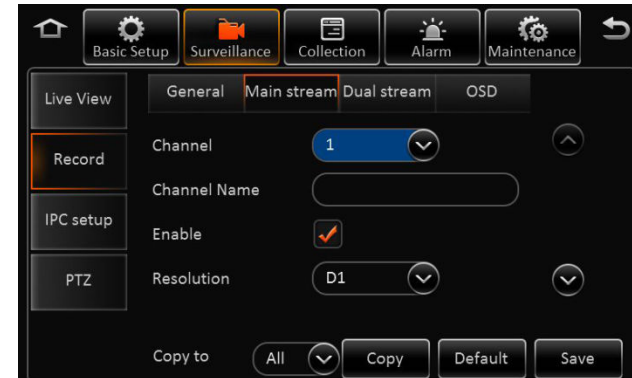 Basic Setup Surveillance Collection Alarm Maintenance
Live View General Main stream Dual stream OSD
Channel 1
Record
Channel Name
IPC setup
Enable
PTZ Resolution D1
Copy to All Copy Default Save